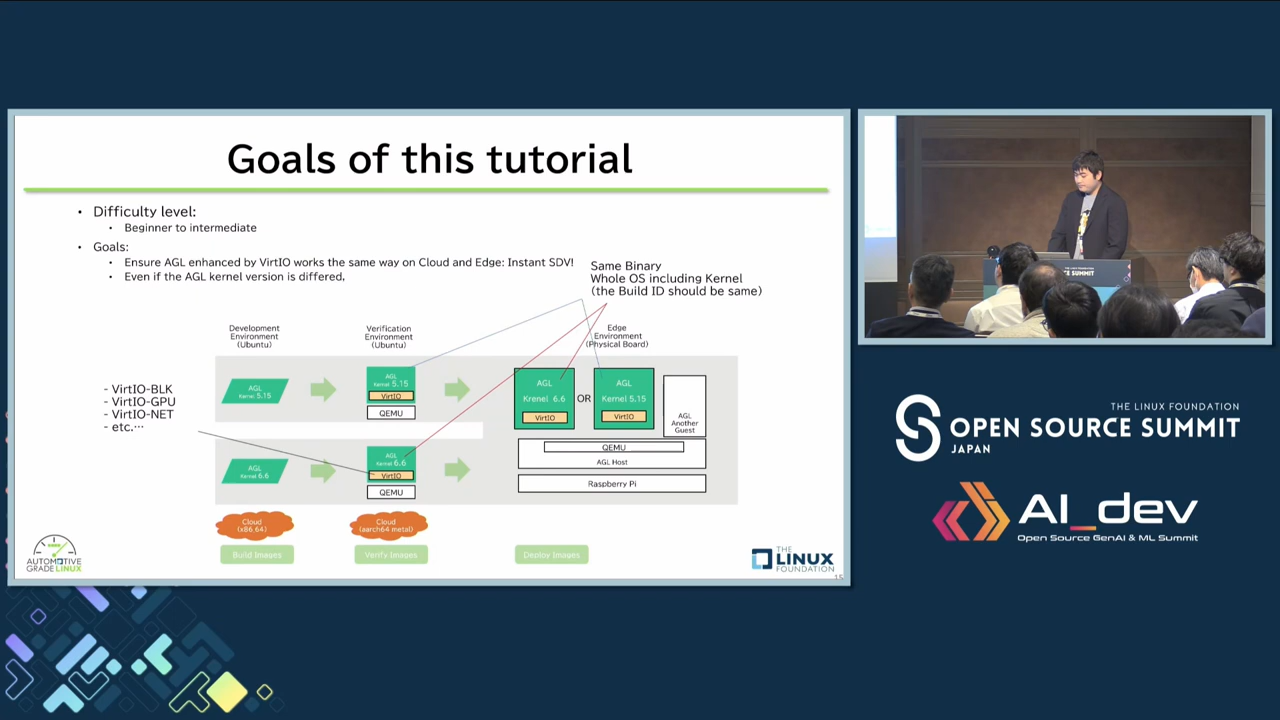 Goals of this tutorial
• Difficulty level:
• Beginner to intermediate
• Goals:
• Ensure AGL enhanced by VirtIO works the same way on Cloud and Edge: Instant SDV!
• Even if the AGL kernel version is differed,
Same Binary
Whole OS including Kernel
(the Build ID should be same)
Development
Environment
(Ubuntu)
Verification
Environment
(Ubuntu)
Edge
Environment
(Physical Board)
- VirtIO-BLK
- VirtIO-GPU
- VirtIO-NET
- etc.…
AGL
Kernel 5.15
AGL
Kernel 5.15
VirtIO
QEMU
AGL
Kernel 6.6
AGL
Kernel 6.6
VirtIO
QEMU
AGL
Krenel 6.6
VirtIO
OR
AGL
Kernel 5.15
VirtIO
AGL
Another
Guest
QEMU
AGL Host
Raspberry Pi
Cloud
(x86 64)
Cloud
(aarch64 metal)
Build Images
Verify Images
Deploy Images
AUTOMOTIVE
GRADE LINUX
THE
LINUX
FOUNDATION
15
CE SUMMIT
THE LINUX FOUNDATION
OPEN SOURCE SUMMIT
JAPAN
AI_dev
Open Source GenAI & ML Summit